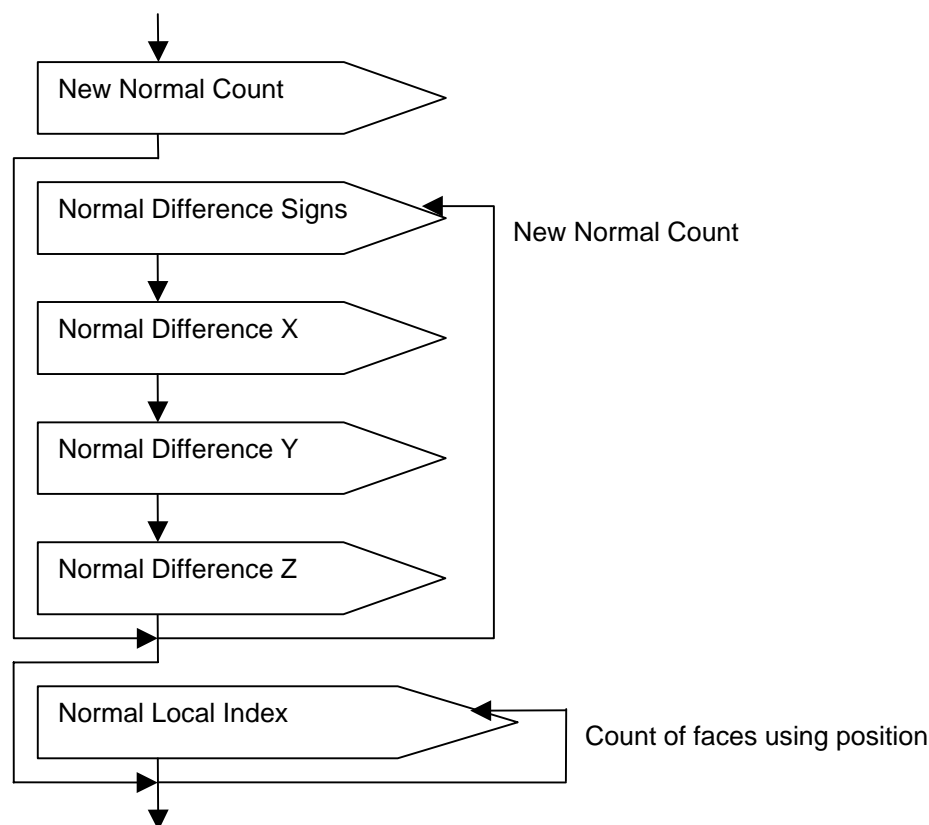 New Normal Count
Normal Difference Signs
New Normal Count
Normal Difference X
Normal Difference Y
Normal Difference Z
Normal Local Index
Count of faces using position